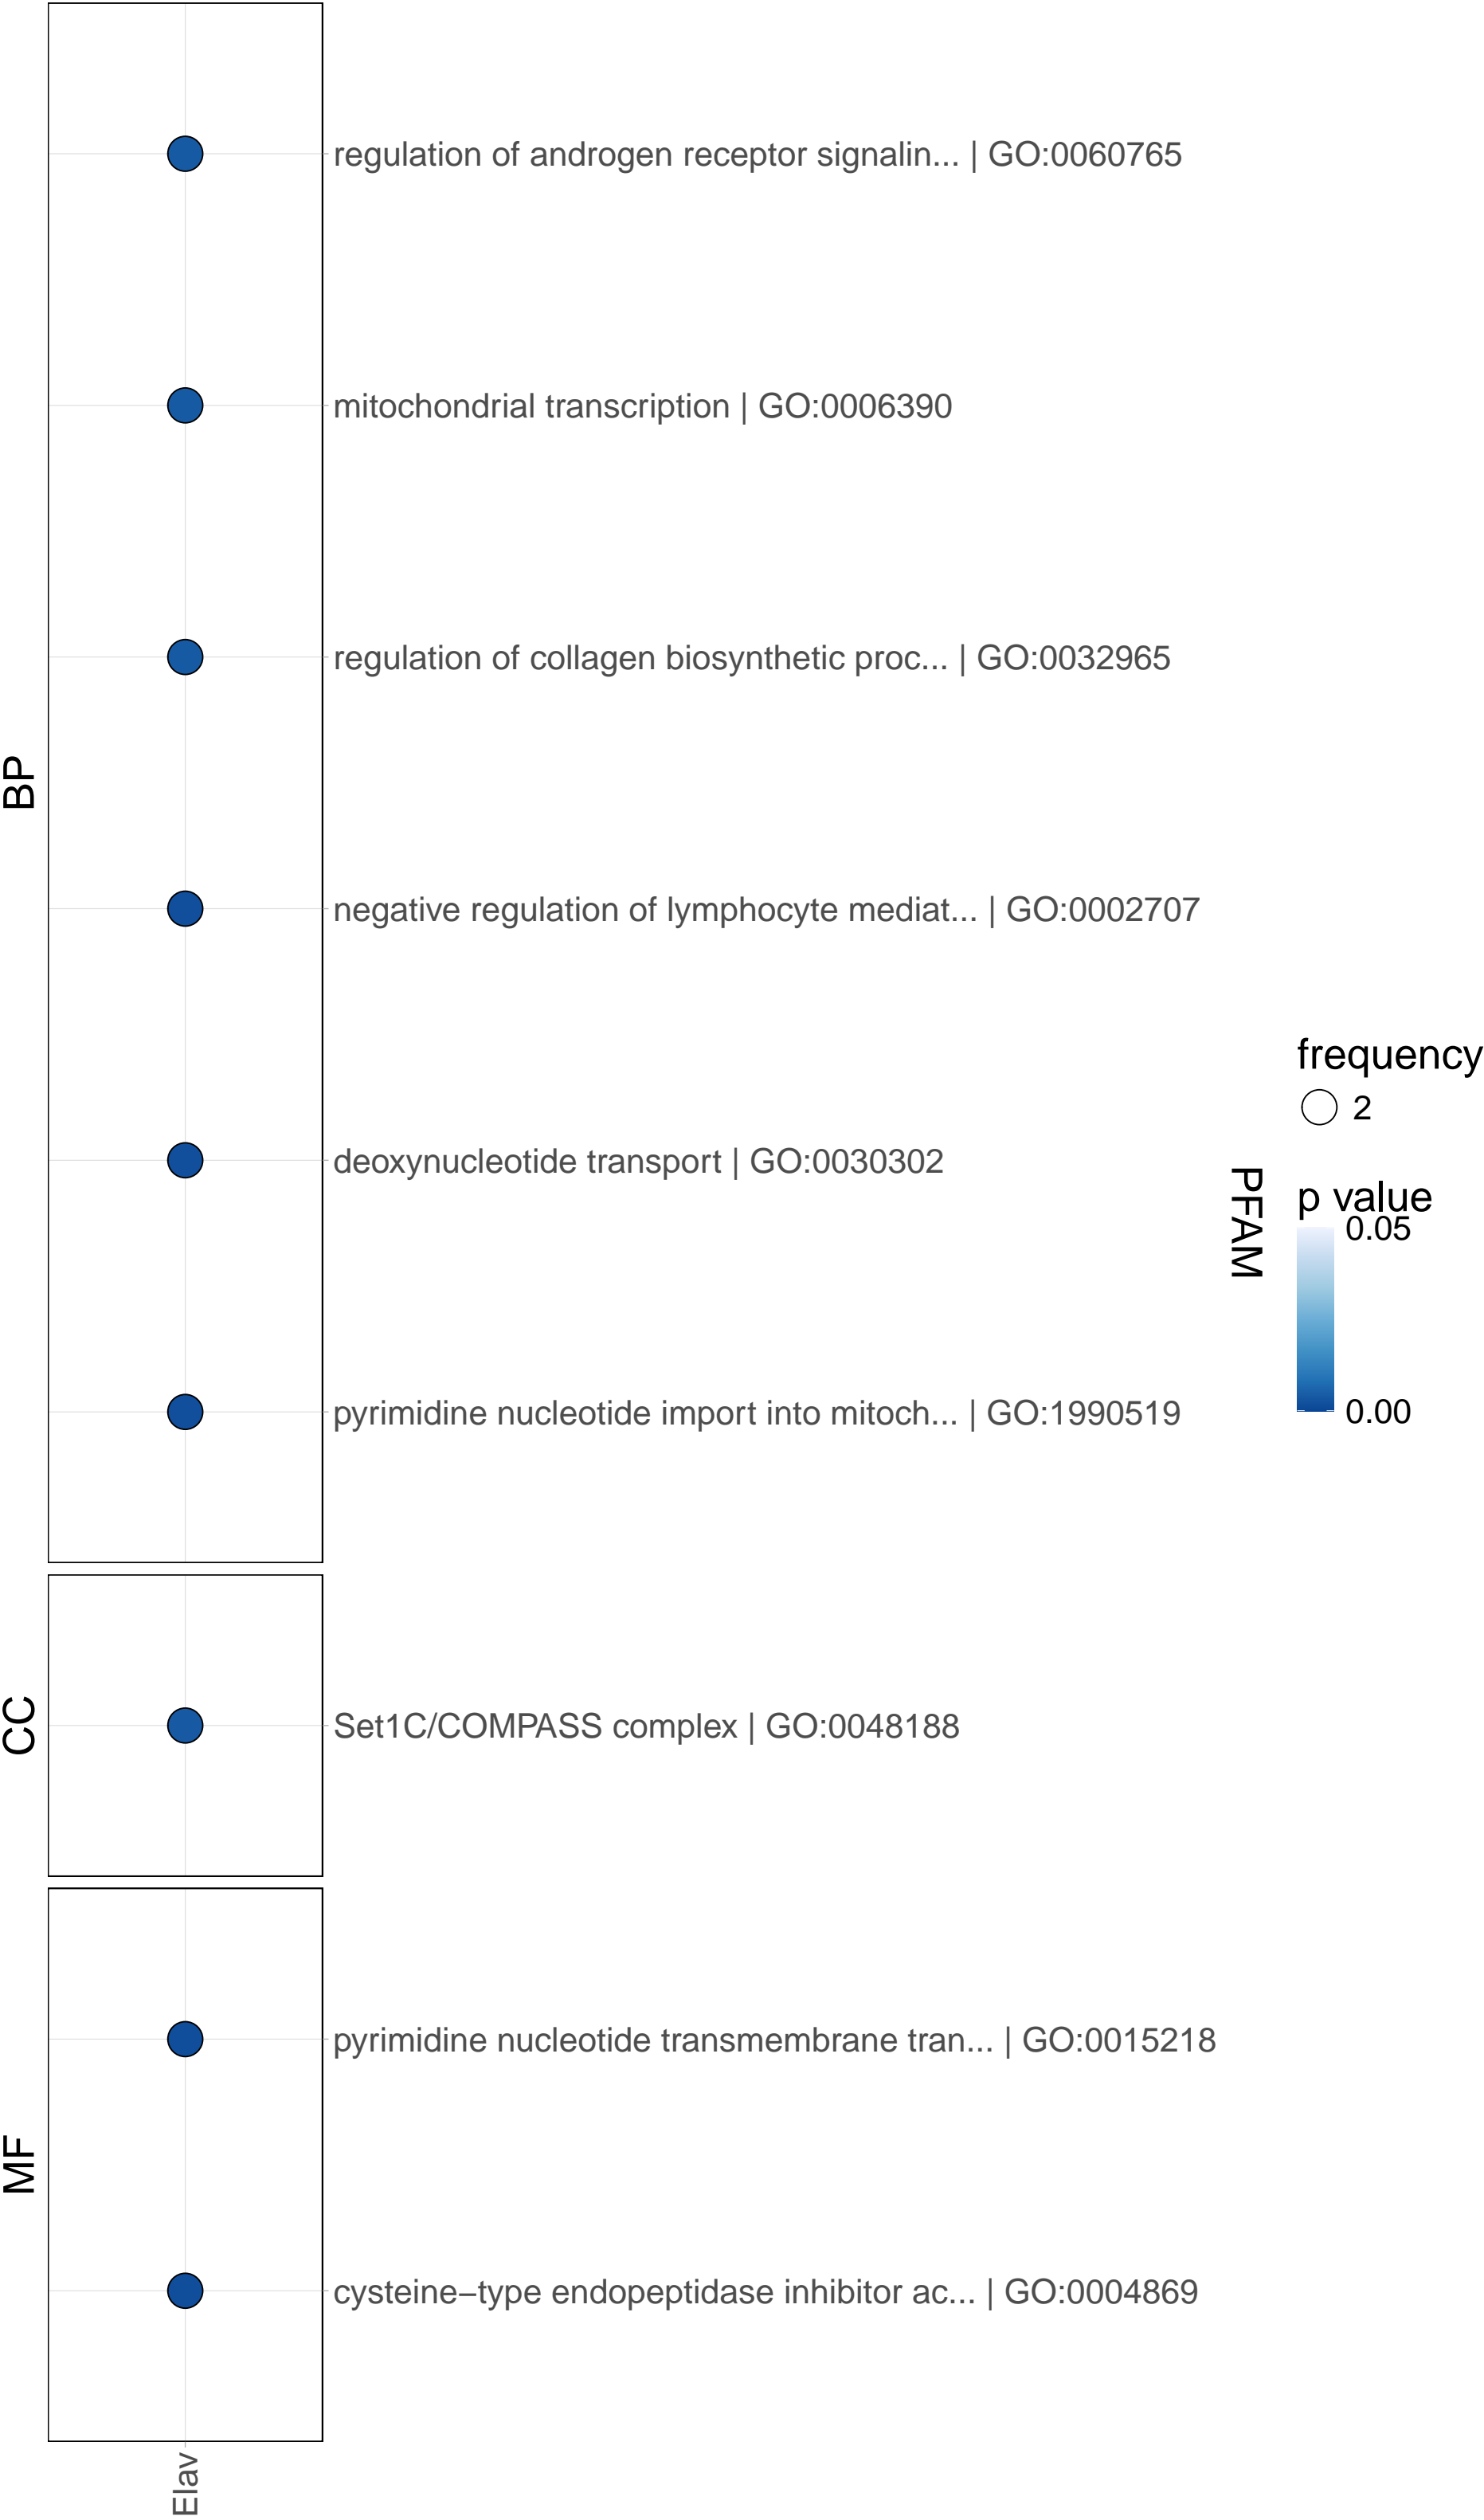 BP
regulation of androgen receptor signalin... | GO:0060765
mitochondrial transcription | GO:0006390
regulation of collagen biosynthetic proc... | GO:0032965
negative regulation of lymphocyte mediat... | GO:0002707
deoxynucleotide transport | GO:0030302
pyrimidine nucleotide import into mitoch... | GO:1990519
CC
Set1C/COMPASS complex | GO:0048188
MF
pyrimidine nucleotide transmembrane tran... | GO:0015218
cysteine−type endopeptidase inhibitor ac... | GO:0004869
Elav
PFAM
frequency
2
p value
0.05
0.00